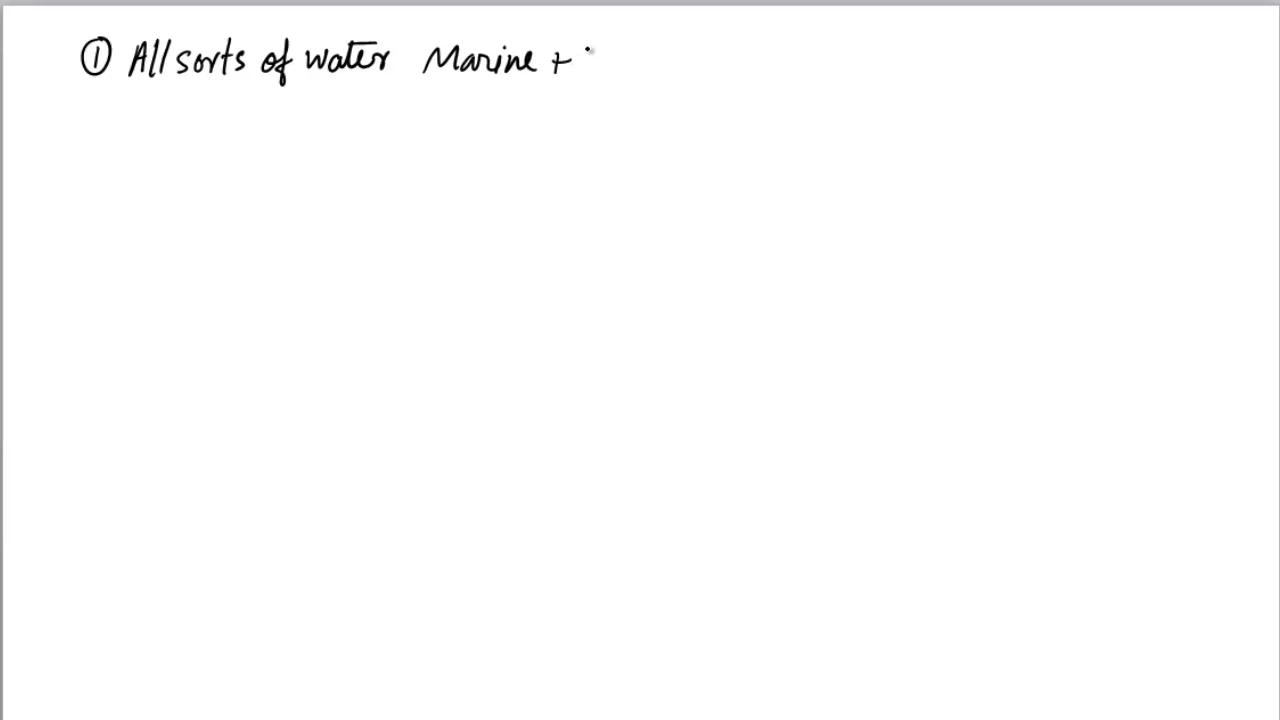 ① All sorts of water Marine +